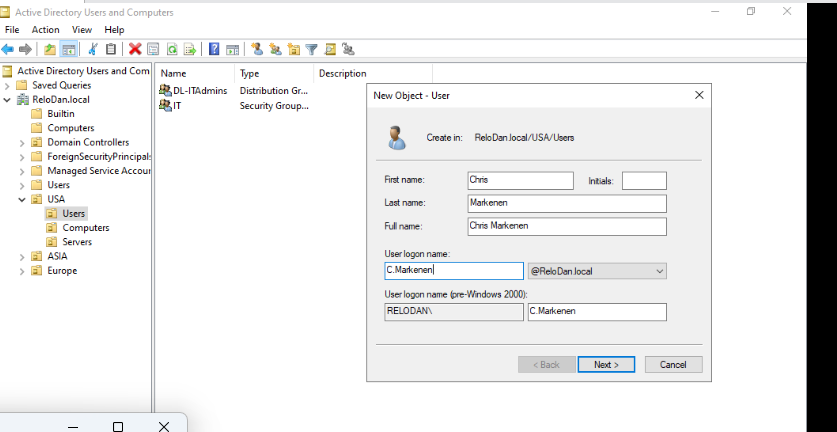 Active Directory Users and Computers
File Action View Help
Active Directory Users and Com
Saved Queries
ReloDan.local
Builtin
Computers
Domain Controllers
ForeignSecurityPrincipals
Managed Service Accour
Users
USA
Users
Computers
Servers
ASIA
Europe
Name Type Description
DL-ITAdmins Distribution Gr...
IT Security Group...
New Object - User
Create in: ReloDan.local/USA/Users
First name: Chris Initials:
Last name: Markenen
Full name: Chris Markenen
User logon name:
C.Markenen @ReloDan.local
User logon name (pre-Windows 2000):
RELODAN\ C.Markenen
< Back Next > Cancel